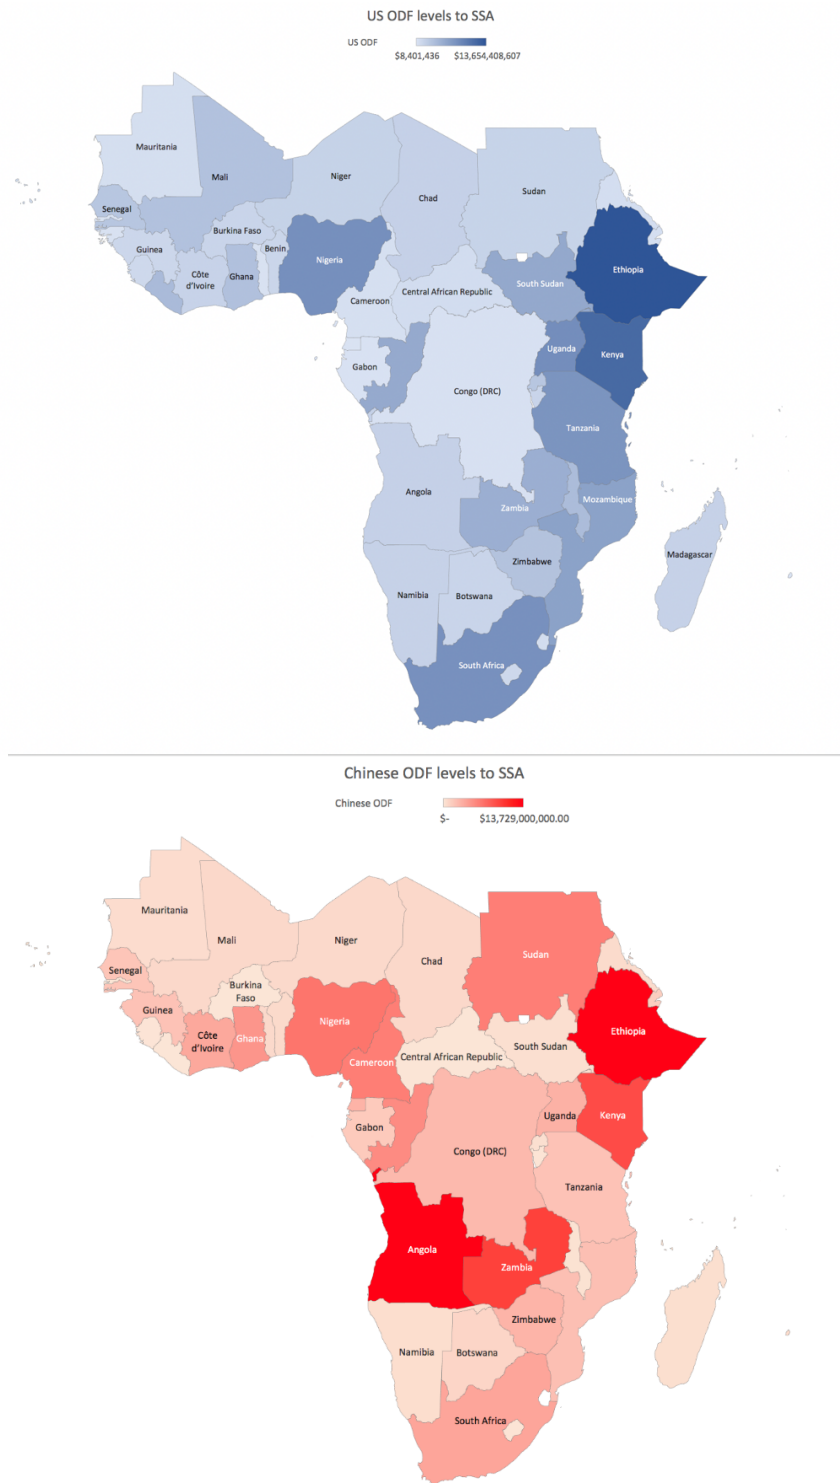 US ODF levels to SSA
US ODF
$8,401,436 $13,654,408,607
Mauritania
Mali
Niger
Chad
Sudan
Senegal
Burkina Faso
Guinea
Benin
Nigeria
Côte
d'Ivoire
Ghana
Cameroon
Central African Republic
South Sudan
Ethiopia
Gabon
Congo (DRC)
Uganda
Kenya
Tanzania
Angola
Zambia
Mozambique
Zimbabwe
Madagascar
Namibia
Botswana
South Africa
Chinese ODF levels to SSA
Chinese ODF
$- $13,729,000,000.00
Mauritania
Mali
Niger
Chad
Sudan
Senegal
Burkina
Faso
Guinea
Nigeria
Côte
d'Ivoire
Ghana
Cameroon
Central African Republic
South Sudan
Ethiopia
Gabon
Congo (DRC)
Uganda
Kenya
Tanzania
Angola
Zambia
Zimbabwe
Namibia
Botswana
South Africa